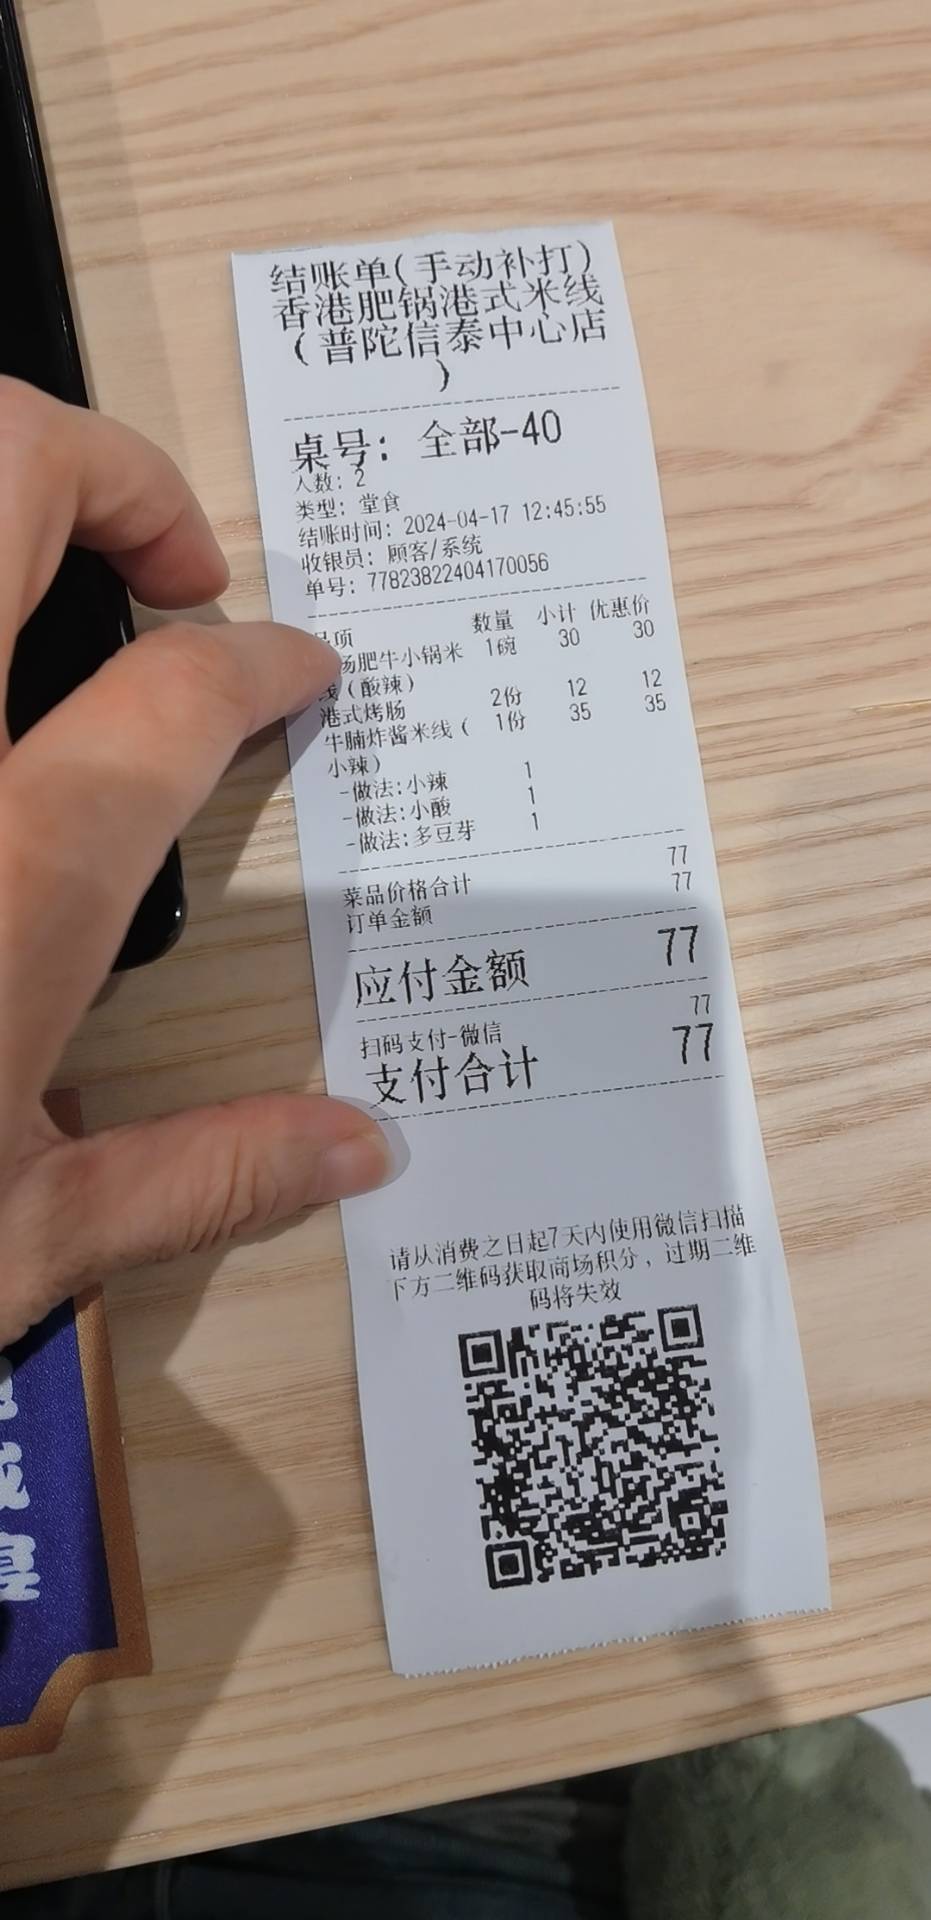 结账单(手动补打)
香港肥锅港式米线
(普陀信泰中心店
)
桌号: 全部-40
人数: 2
类型: 堂食
结账时间: 2024-04-17 12:45:55
收银员: 顾客/系统
单号: 77823822404170056
品项 数量 小计 优惠价
汤肥牛小锅米 1碗 30 30
线(酸辣)
港式烤肠 2份 12 12
牛腩炸酱米线( 1份 35 35
小辣)
-做法:小辣 1
-做法:小酸 1
-做法:多豆芽 1
菜品价格合计 77
订单金额 77
应付金额 77
扫码支付-微信 77
支付合计 77
请从消费之日起7天内使用微信扫描
下方二维码获取商场积分，过期二维
码将失效